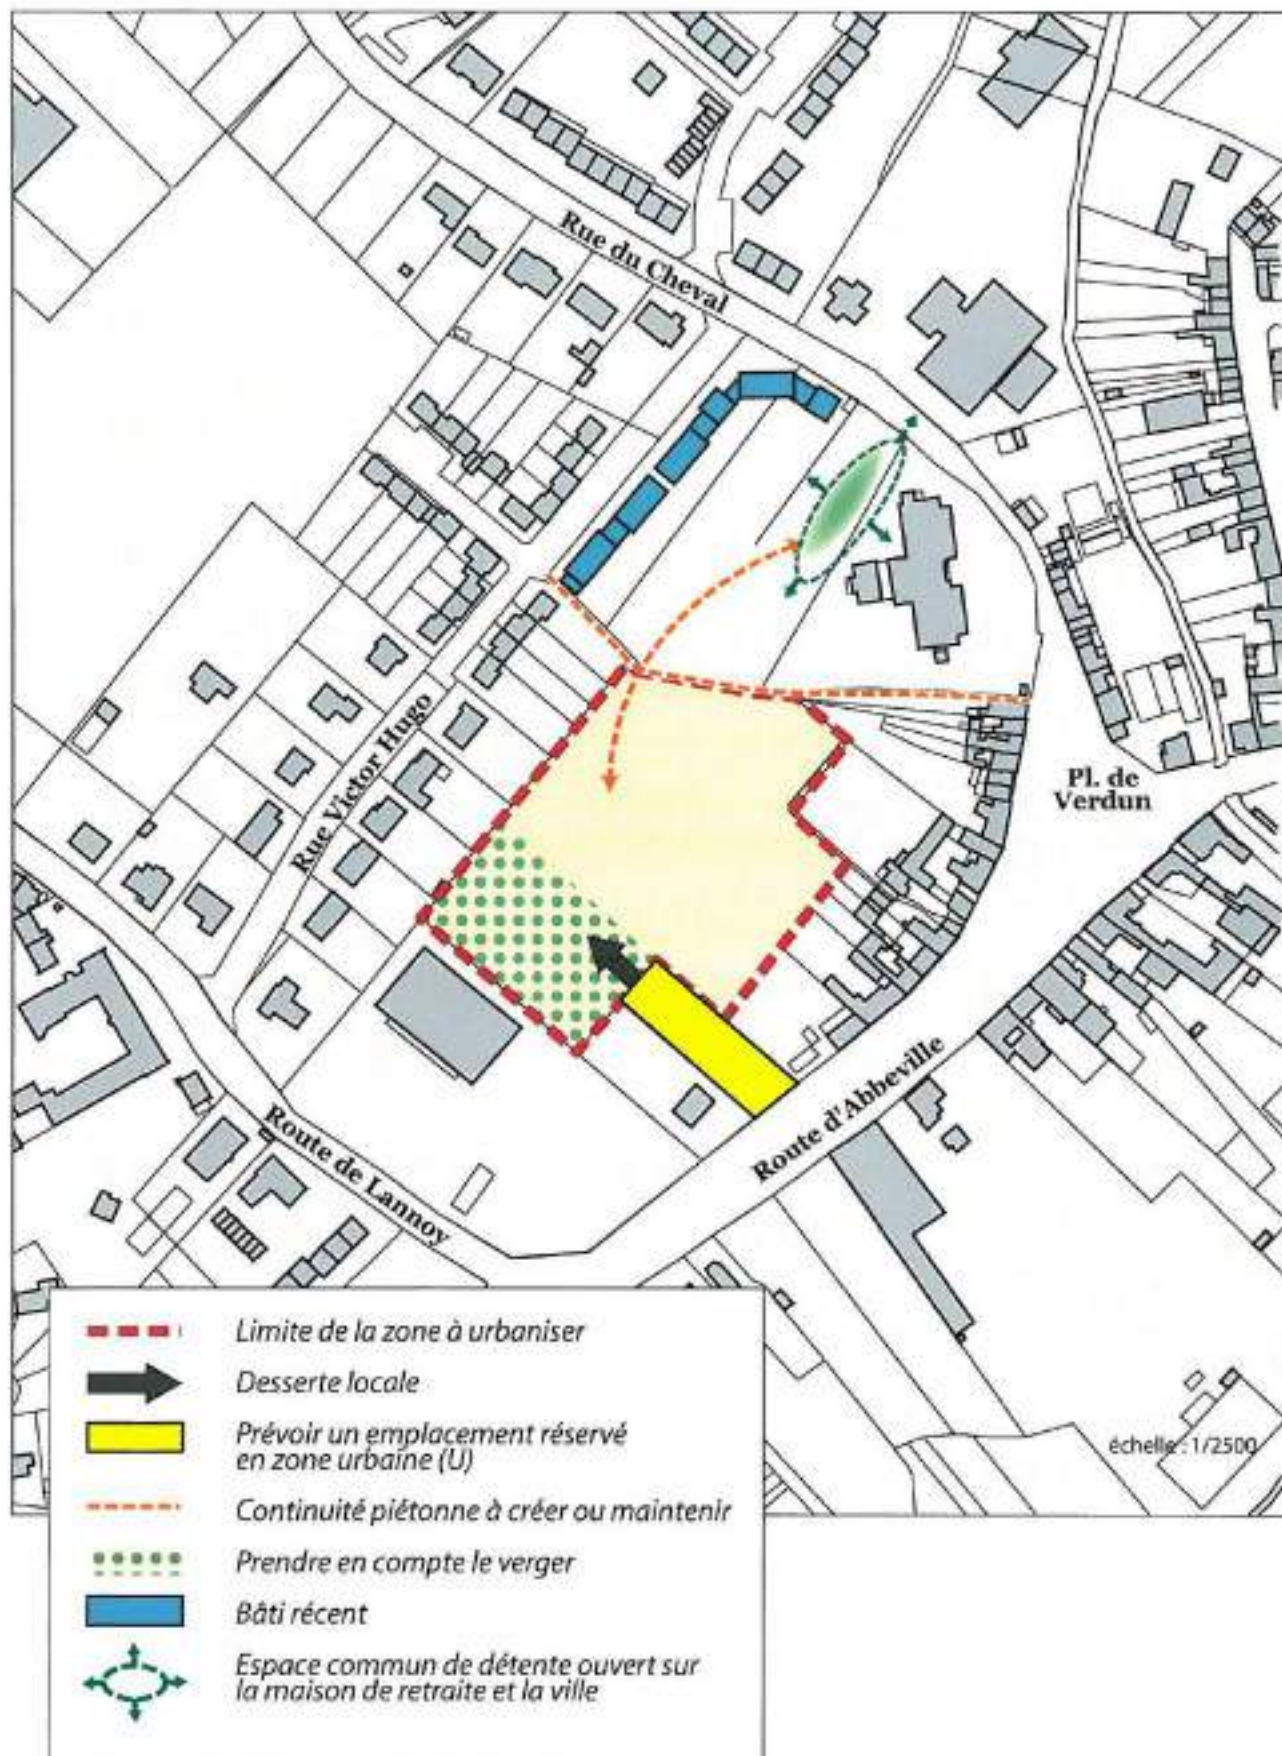 Rue du Cheval
Rue Victor Hugo
Pl. de
Verdun
Route d'Abbeville
Route de Lannoy
échelle : 1/2500
Limite de la zone à urbaniser
Desserte locale
Prévoir un emplacement réservé
en zone urbaine (U)
Continuité piétonne à créer ou maintenir
Prendre en compte le verger
Bâti récent
Espace commun de détente ouvert sur
la maison de retraite et la ville